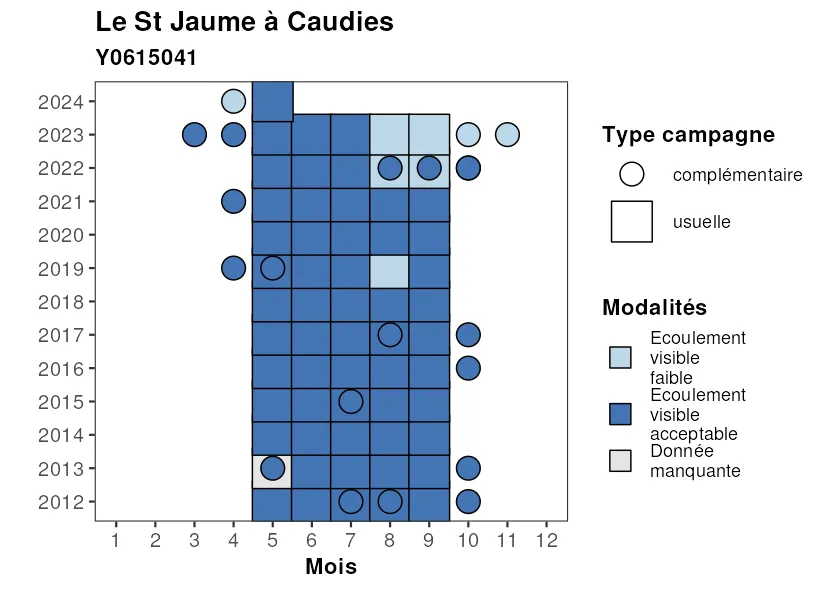 Le St Jaume à Caudies
Y0615041
2024
2023
2022
2021
2020
2019
2018
2017
2016
2015
2014
2013
2012
1 2 3 4 5 6 7 8 9 10 11 12
Mois
Type campagne
complémentaire
usuelle
Modalités
Ecoulement
visible
faible
Ecoulement
visible
acceptable
Donnée
manquante